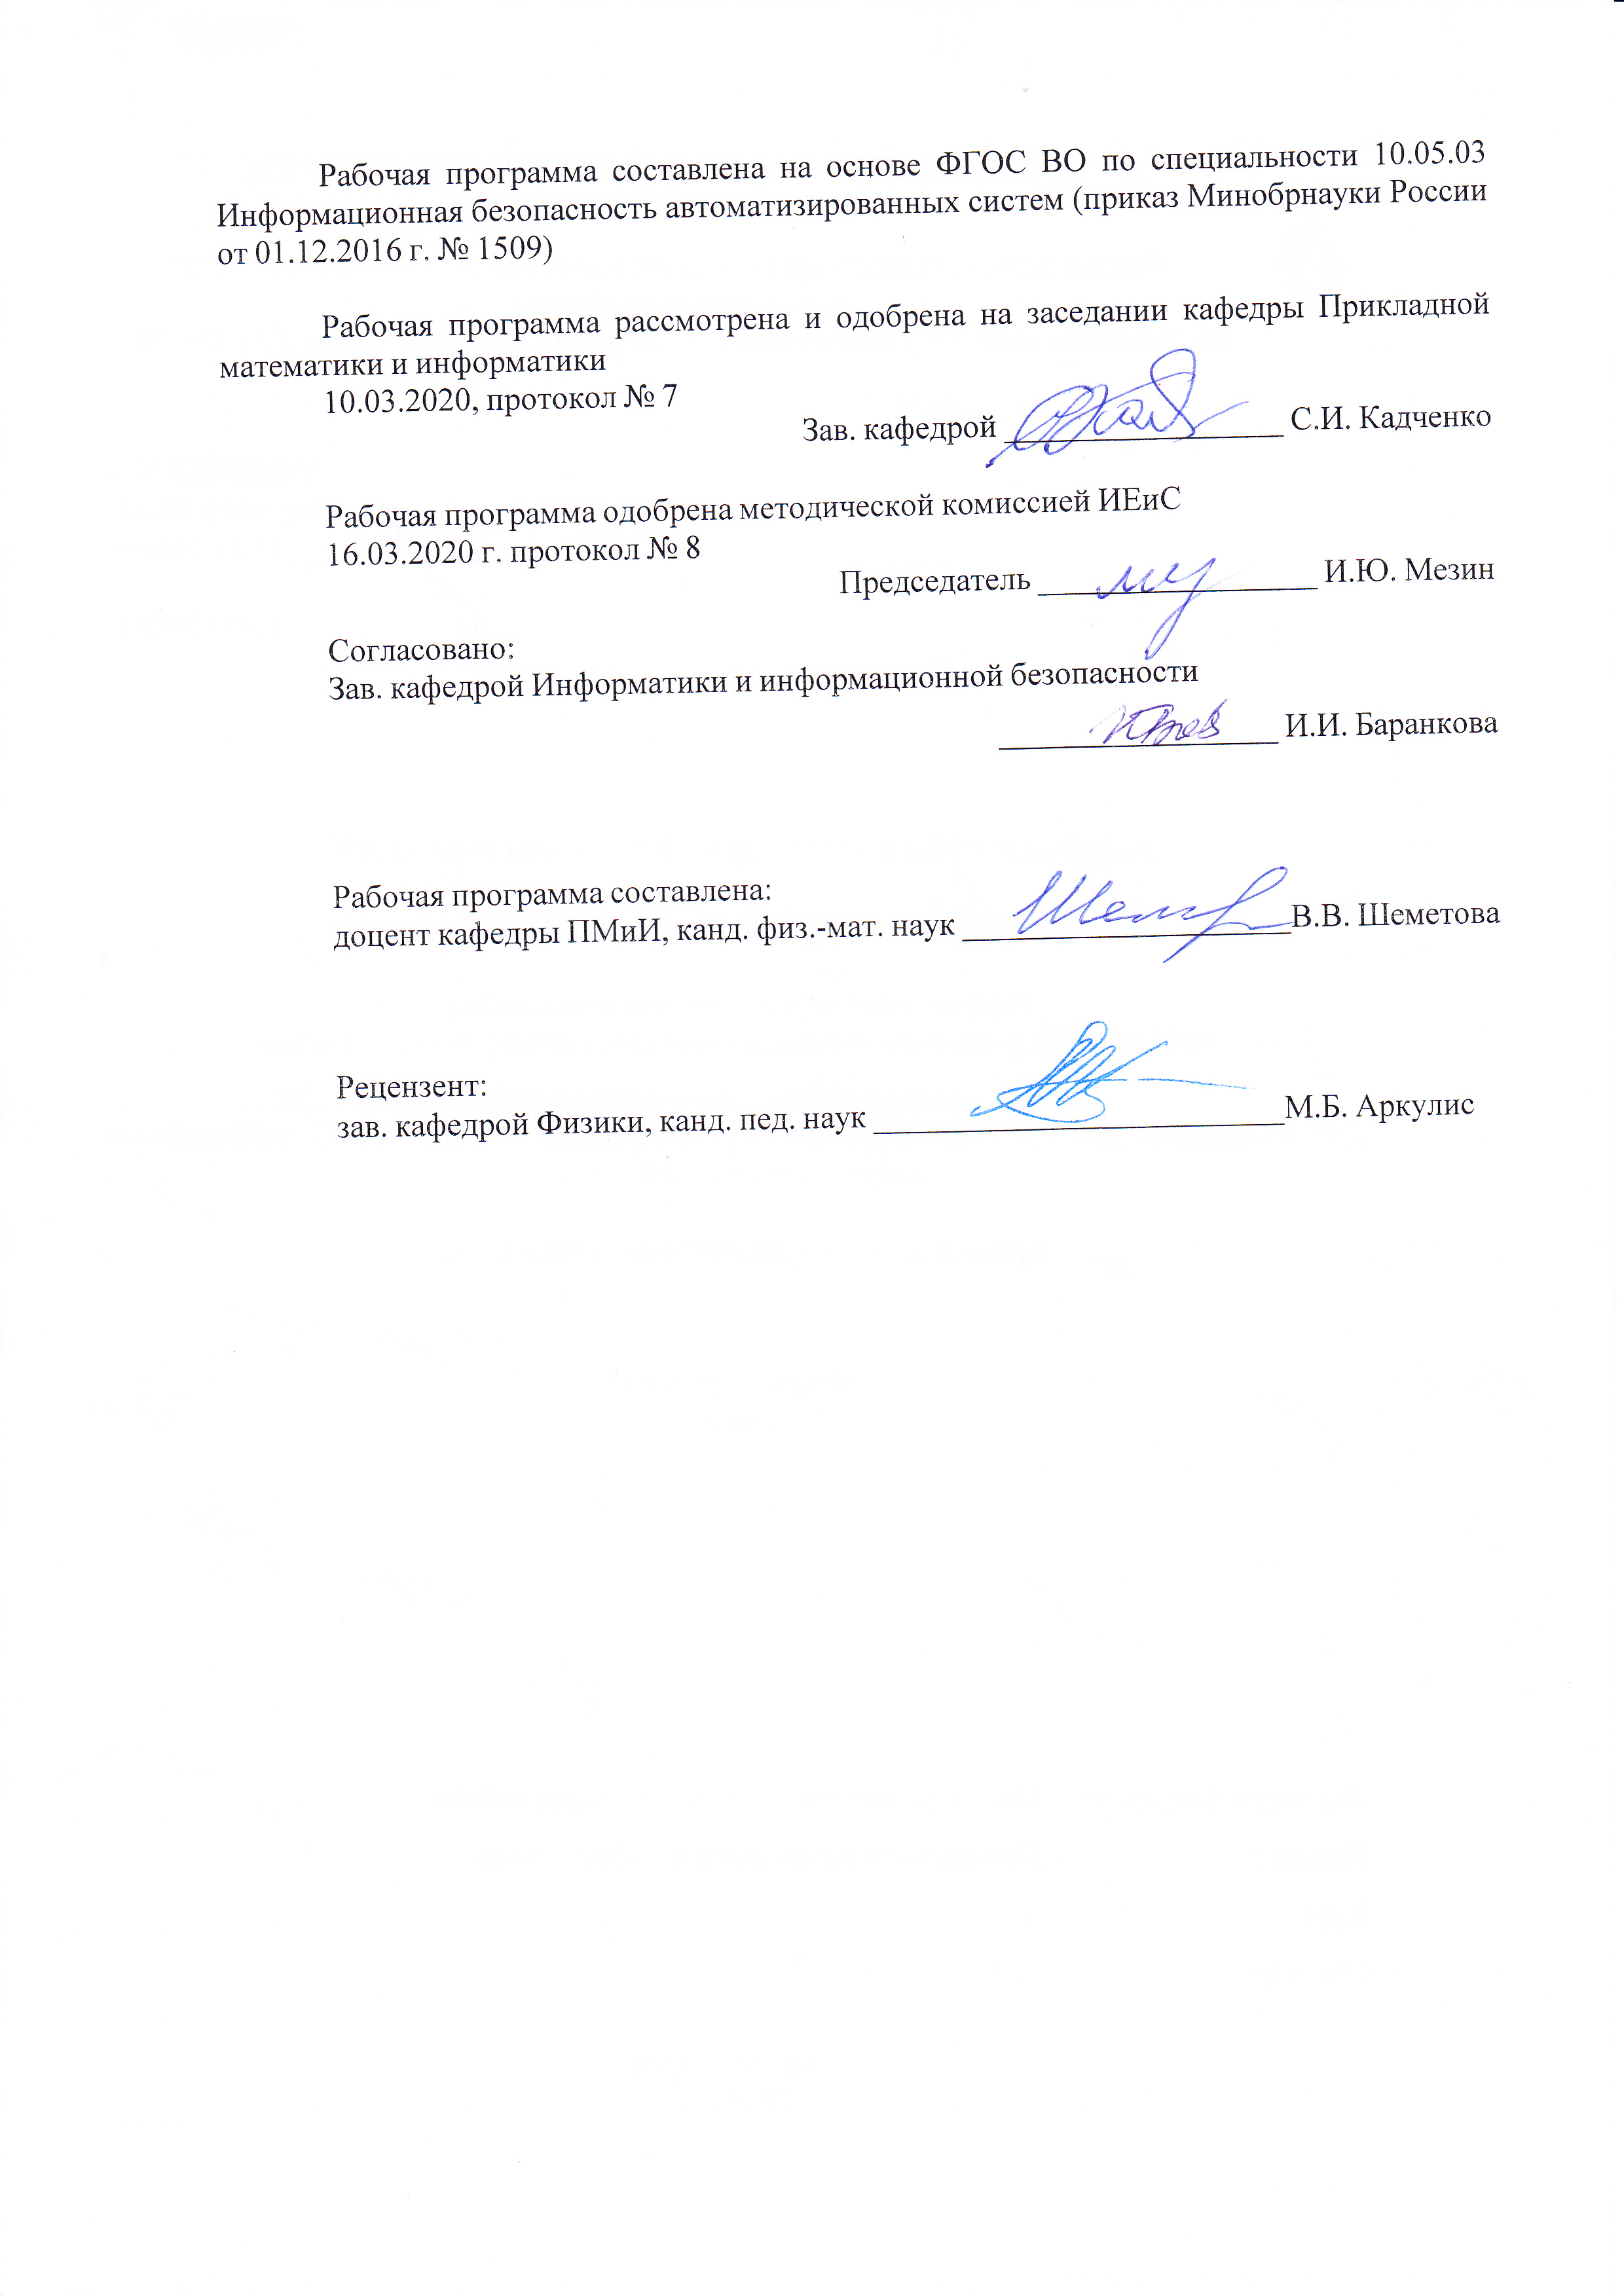 Рабочая программа составлена на основе ФГОС ВО по специальности 10.05.03
Информационная безопасность автоматизированных систем (приказ Минобрнауки России
от 01.12.2016 г. № 1509)
Рабочая программа рассмотрена и одобрена на заседании кафедры Прикладной
математики и информатики
10.03.2020, протокол № 7
Зав. кафедрой С.И. Кадченко
Рабочая программа одобрена методической комиссией ИЕиС
16.03.2020 г. протокол № 8
Председатель И.Ю. Мезин
Согласовано:
Зав. кафедрой Информатики и информационной безопасности
И.И. Баранкова
Рабочая программа составлена:
доцент кафедры ПМиИ, канд. физ.-мат. наук В.В. Шеметова
Рецензент:
зав. кафедрой Физики, канд. пед. наук М.Б. Аркулис